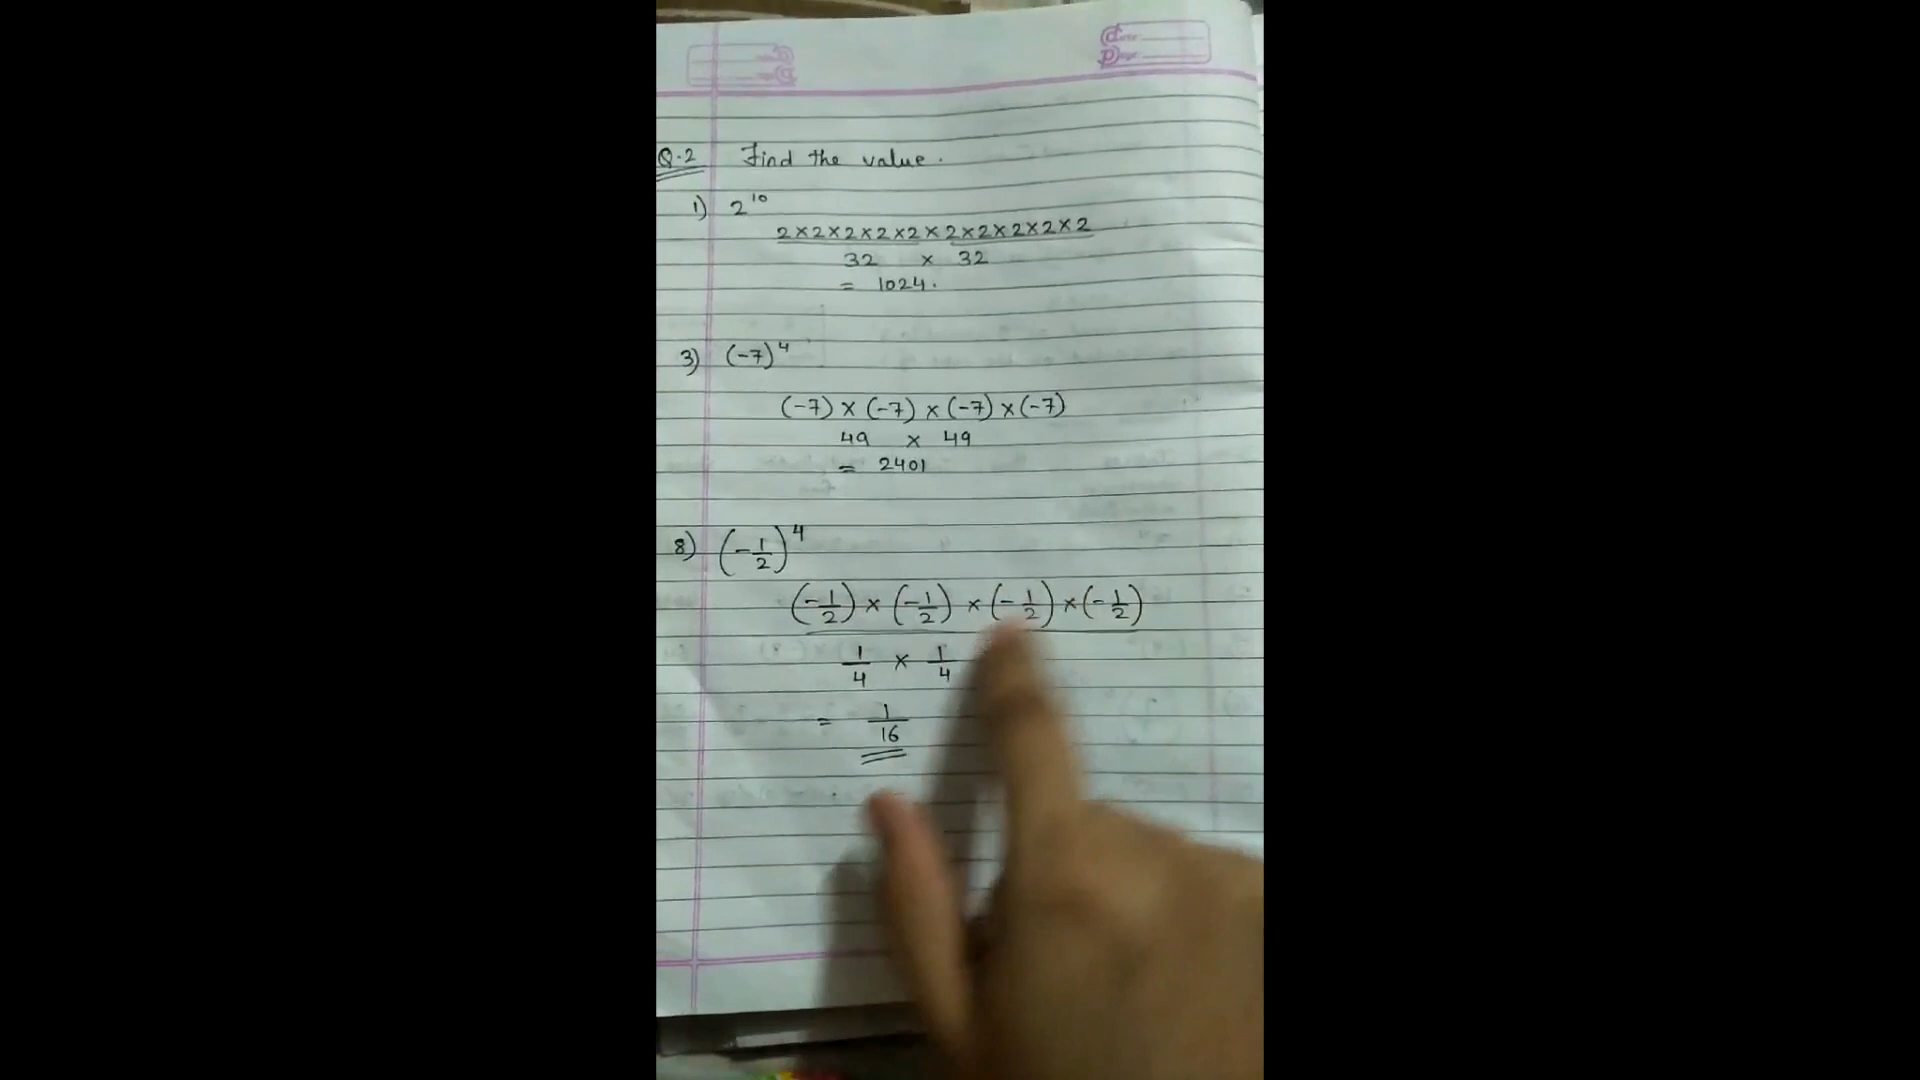 Q.2 Find the value.
1) 2¹⁰
2×2×2×2×2×2×2×2×2×2
32 × 32
= 1024.
3) (-7)⁴
(-7) × (-7) × (-7) × (-7)
49 × 49
= 2401
8) (-1/2)⁴
(-1/2) × (-1/2) × (-1/2) × (-1/2)
1/4 × 1/4
= 1/16